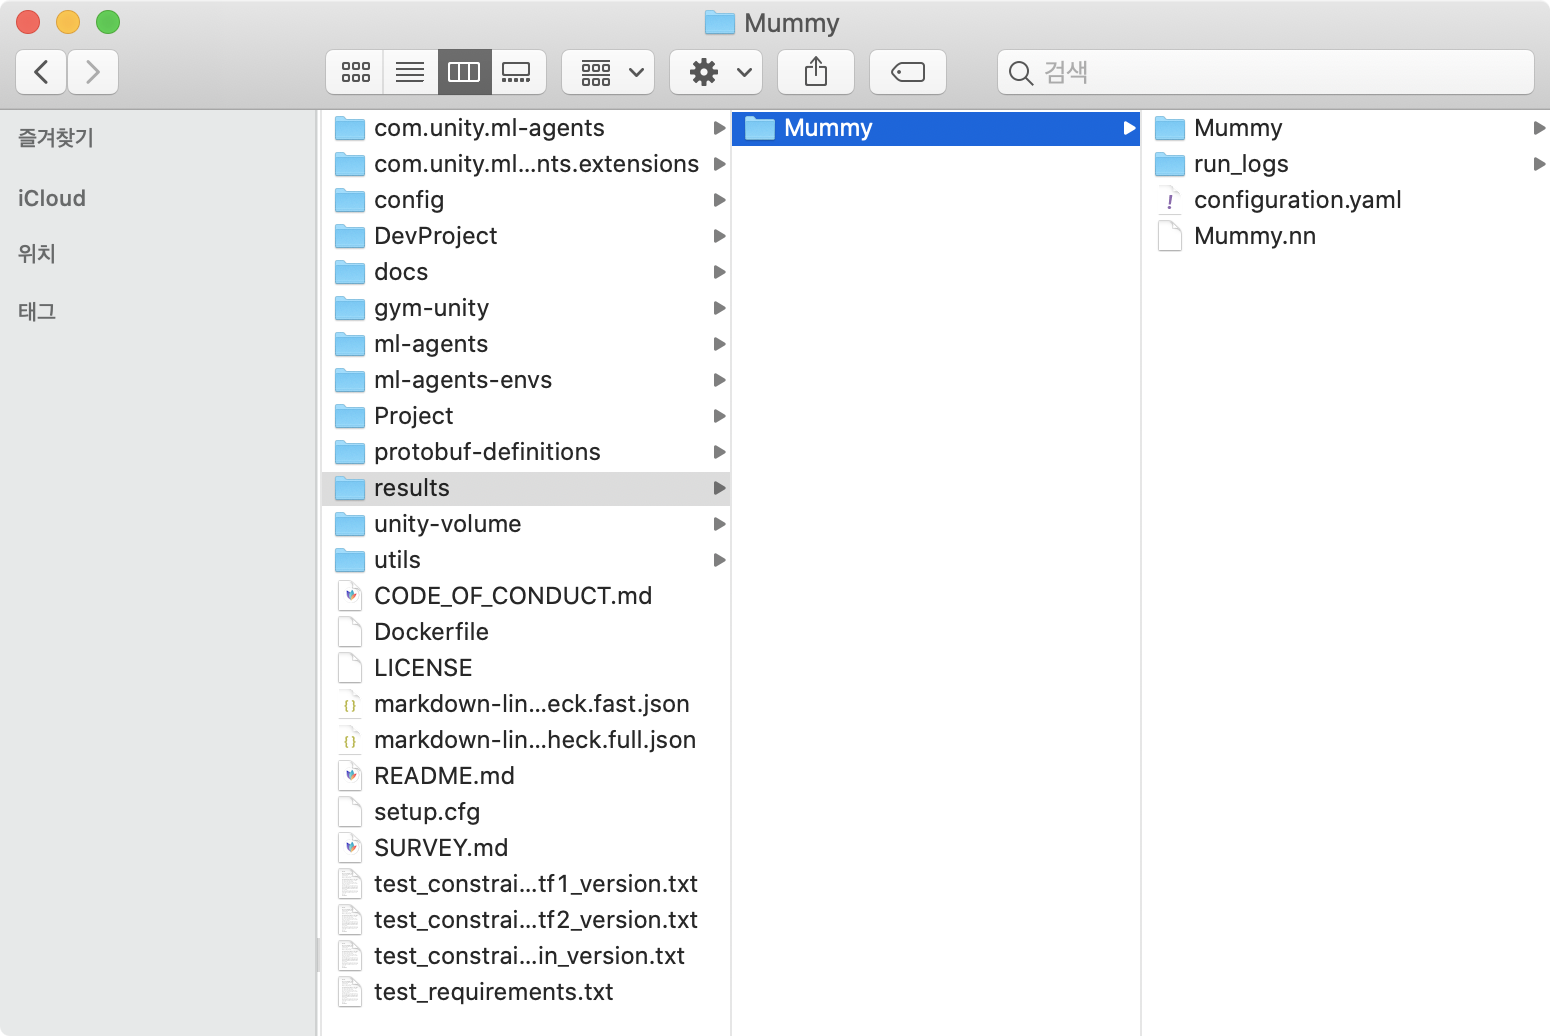 Mummy
검색
즐겨찾기
iCloud
위치
태그
com.unity.ml-agents
com.unity.ml...nts.extensions
config
DevProject
docs
gym-unity
ml-agents
ml-agents-envs
Project
protobuf-definitions
results
unity-volume
utils
CODE_OF_CONDUCT.md
Dockerfile
LICENSE
markdown-lin...eck.fast.json
markdown-lin...heck.full.json
README.md
setup.cfg
SURVEY.md
test_constrai...tf1_version.txt
test_constrai...tf2_version.txt
test_constrai...in_version.txt
test_requirements.txt
Mummy
Mummy
run_logs
configuration.yaml
Mummy.nn